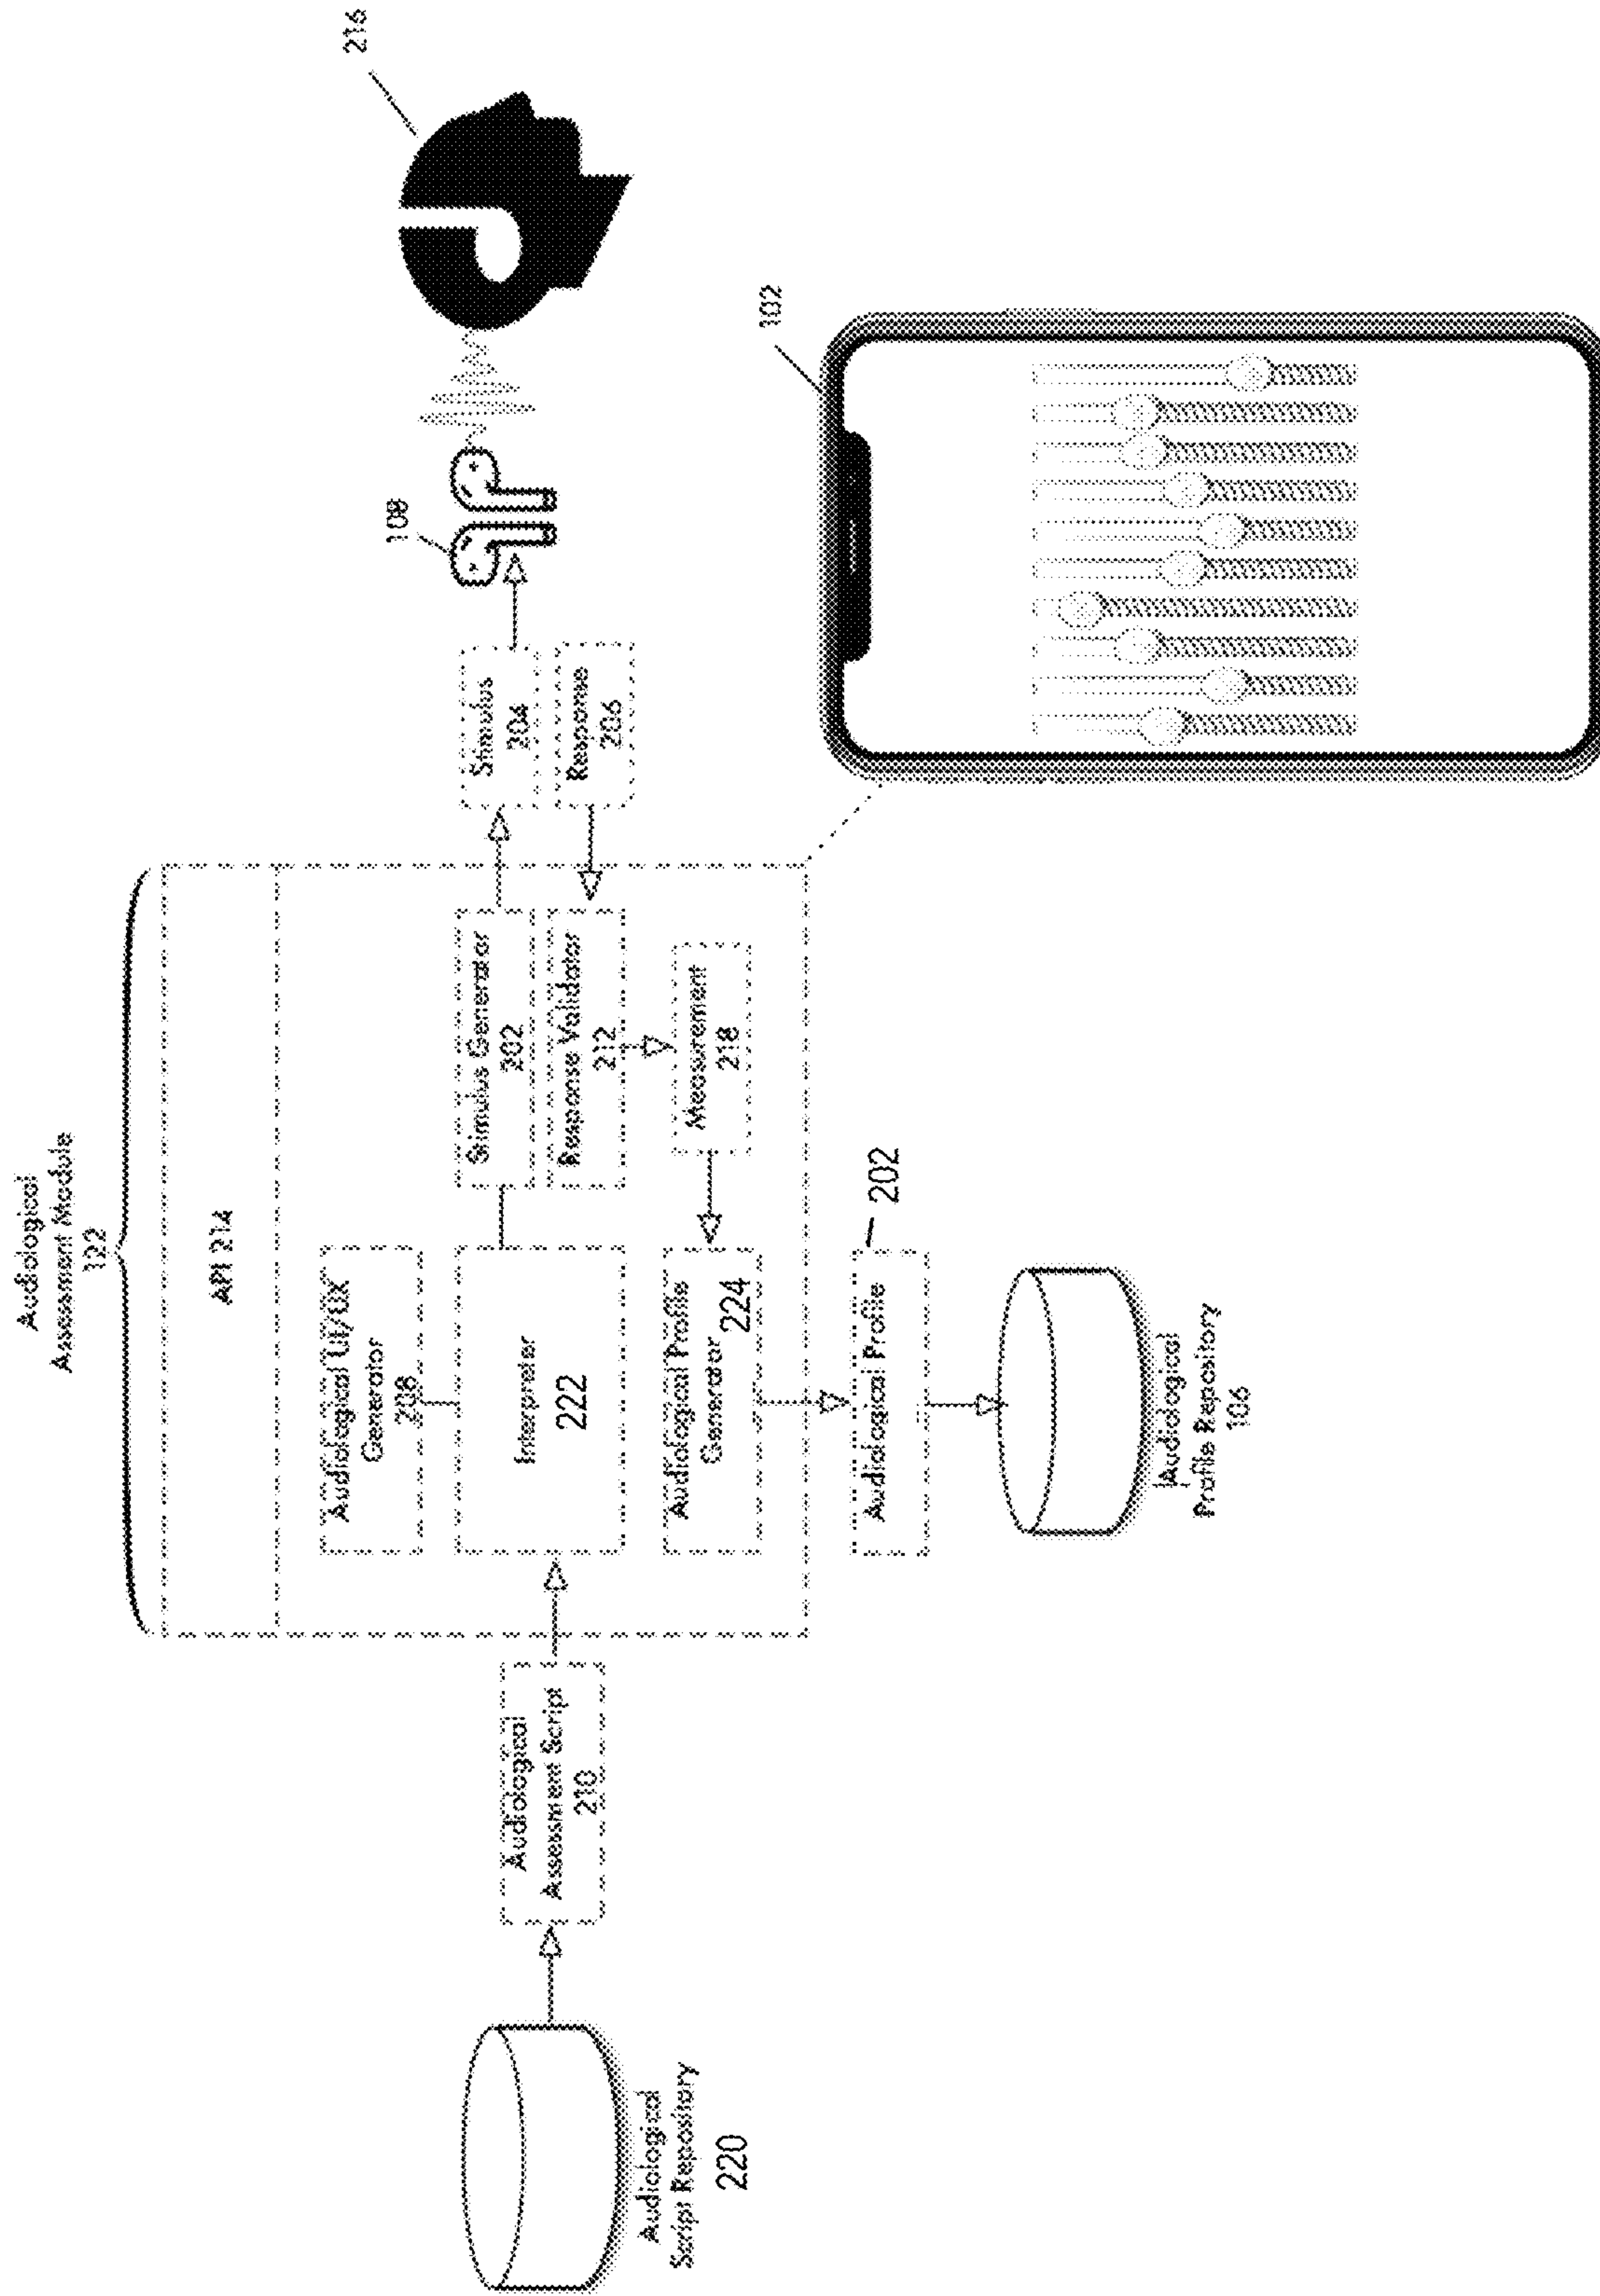 Audiological
Assessment Module
122
API 214
Audiological UI/UX
Generator
208
Interpreter
222
Stimulus Generator
202
Response Validator
212
Measurement
218
Audiological Profile
Generator
224
Stimulus
204
Response
206
108
216
102
Audiological
Script Repository
220
Audiological
Assessment Script
210
Audiological Profile
202
Audiological
Profile Repository
106